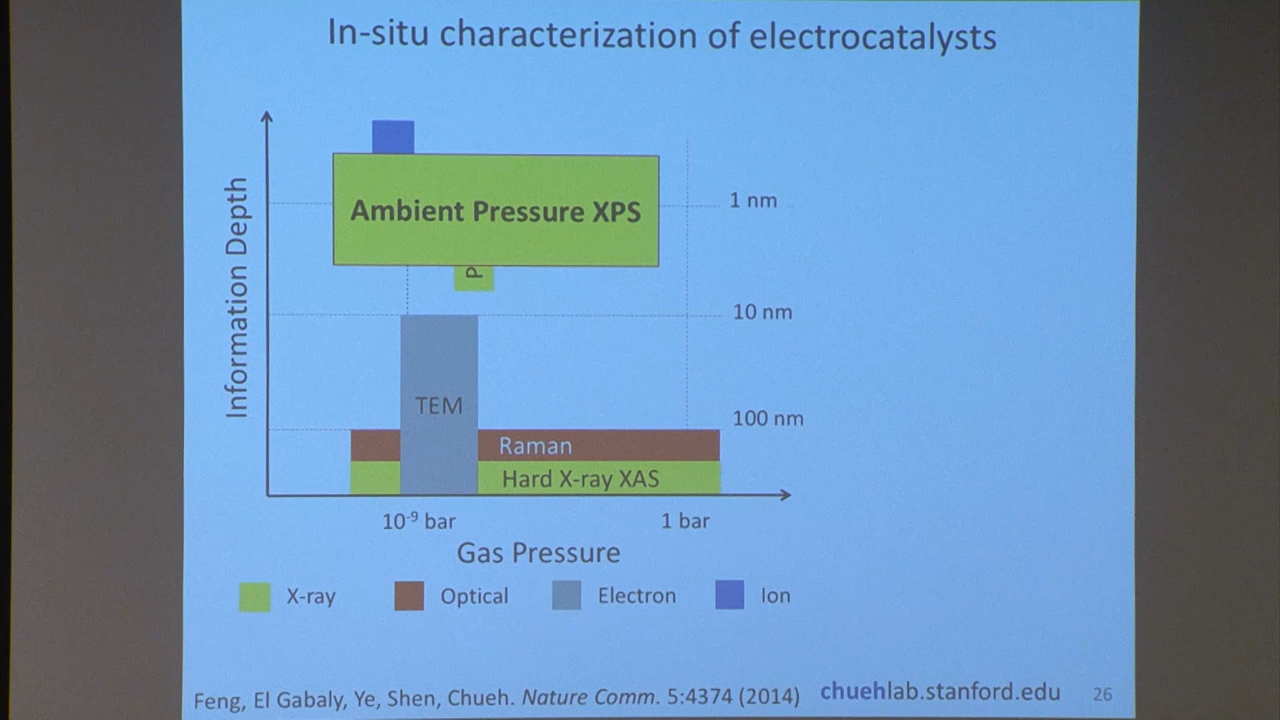 In-situ characterization of electrocatalysts
Information Depth
Ambient Pressure XPS
P
1 nm
10 nm
TEM
100 nm
Raman
Hard X-ray XAS
10⁻⁹ bar
1 bar
Gas Pressure
X-ray
Optical
Electron
Ion
Feng, El Gabaly, Ye, Shen, Chueh. Nature Comm. 5:4374 (2014)
chuehlab.stanford.edu
26